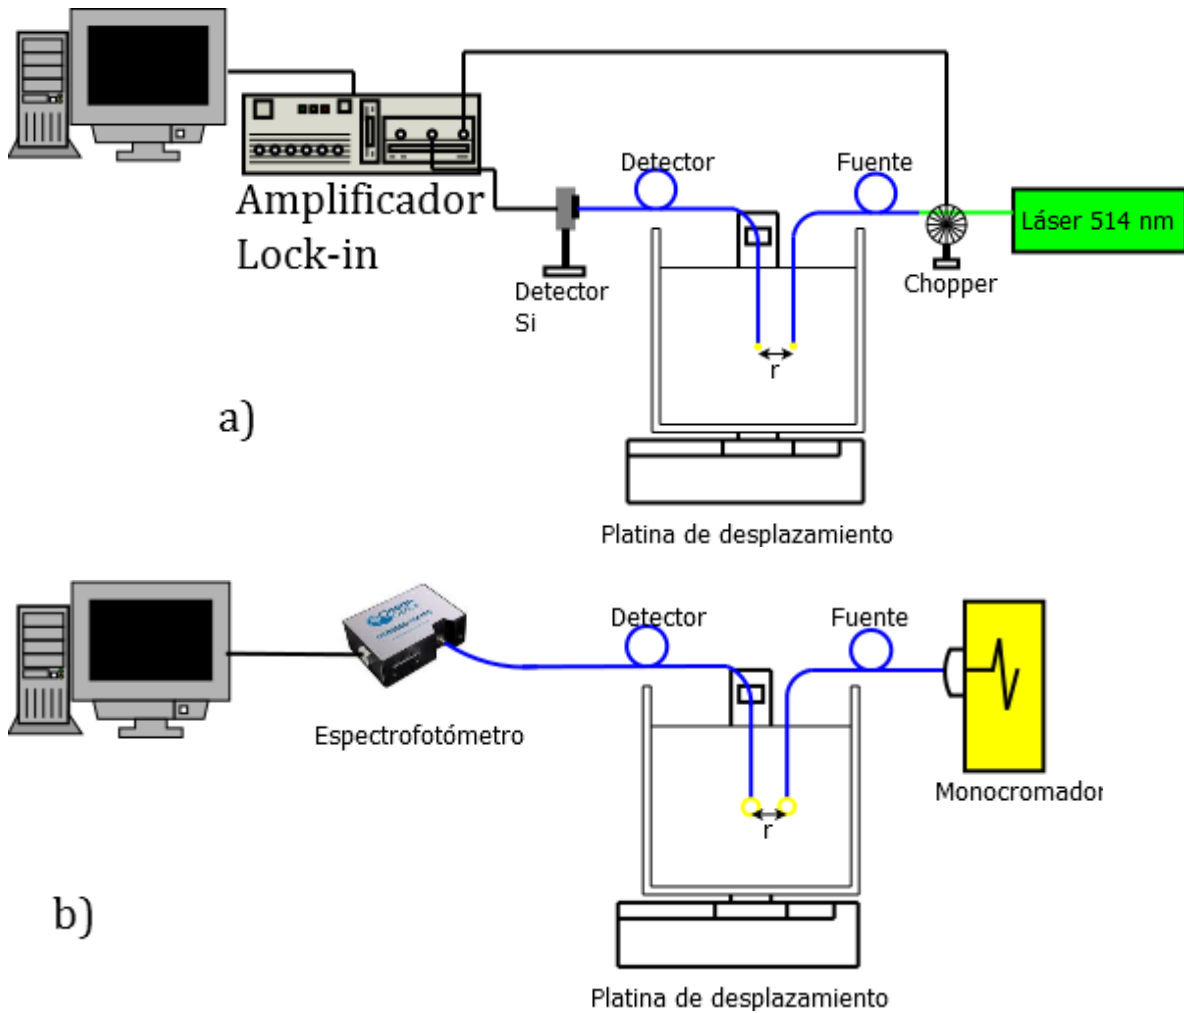 Detector
Fuente
Amplificador
Lock-in
Láser 514 nm
Detector
Si
Chopper
r
a)
Platina de desplazamiento
Detector
Fuente
Espectrofotómetro
Monocromador
r
b)
Platina de desplazamiento